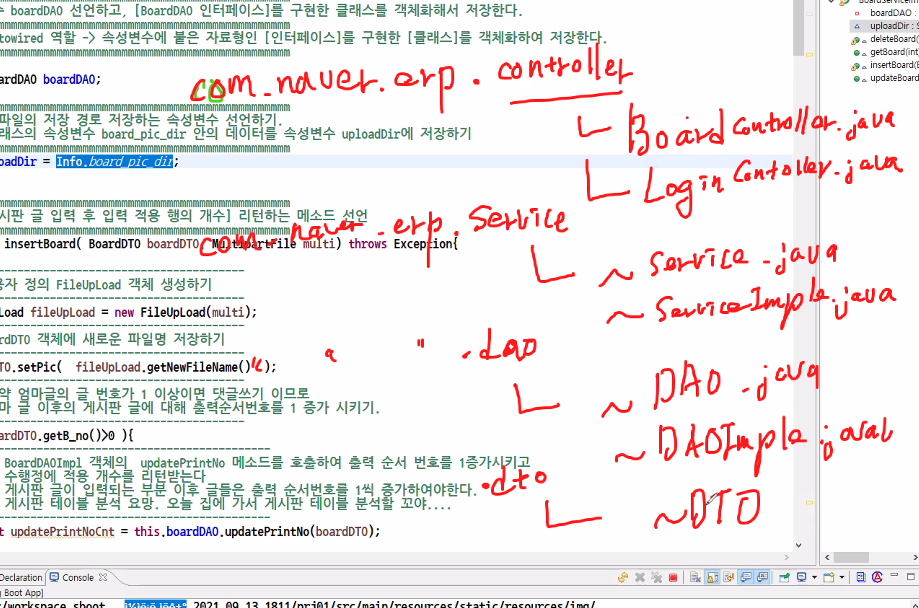 boardDAO 선언하고, [BoardDAO 인터페이스]를 구현한 클래스를 객체화해서 저장한다.
towired 역할 -> 속성변수에 붙은 자료형인 [인터페이스]를 구현한 [클래스]를 객체화하여 저장한다.
ardDAO boardDAO;
com_naver.erp. controller
파일의 저장 경로 저장하는 속성변수 선언하기.
래스의 속성변수 board_pic_dir 안의 데이터를 속성변수 uploadDir에 저장하기
oadDir = Info.board_pic_dir;
Board Controller.java
Login Contoller.java
시판 글 입력 후 입력 적용 행의 개수] 리턴하는 메소드 선언
com_naver.erp.Service
insertBoard( BoardDTO boardDTO MultipartFile multi) throws Exception{
~ Service.java
~ ServiceImple.java
용자 정의 FileUpLoad 객체 생성하기
Load fileUpLoad = new FileUpLoad(multi);
ardDTO 객체에 새로운 파일명 저장하기
" .dao
TO.setPic( fileUpLoad.getNewFileName() );
~ DAO .java
약 엄마글의 글 번호가 1 이상이면 댓글쓰기 이므로
마 글 이후의 게시판 글에 대해 출력순서번호를 1 증가 시키기.
ardDTO.getB_no()>0 ){
~ DAOImple.java
BoardDAOImpl 객체의 updatePrintNo 메소드를 호출하여 출력 순서 번호를 1증가시키고
수행정에 적용 개수를 리턴받는다
.dto
게시판 글이 입력되는 부분 이후 글들은 출력 순서번호를 1씩 증가하여야한다.
게시판 테이블 분석 요망. 오늘 집에 가서 게시판 테이블 분석할 꼬야....
~DTO
t updatePrintNoCnt = this.boardDAO.updatePrintNo(boardDTO);
boardDAO :
uploadDir : S
deleteBoard(
getBoard(int)
insertBoard(
updateBoard
Declaration Console
g Boot App]
2021.09.13.1811/prj01/src/main/resources/static/resources/img/